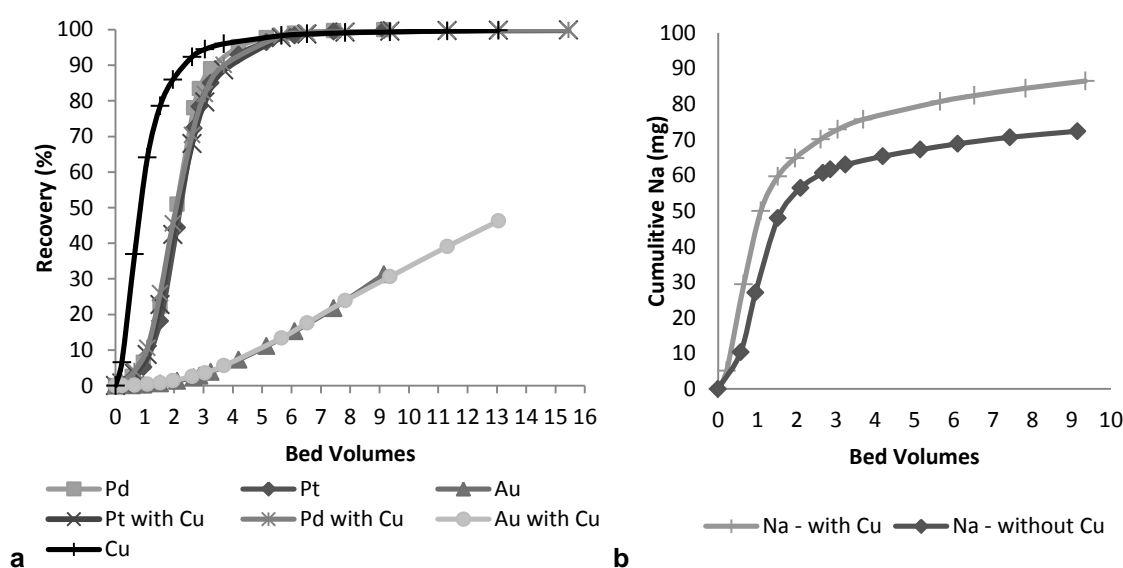 100
90
80
70
60
50
40
30
20
10
0
Recovery (%)
0 1 2 3 4 5 6 7 8 9 10 11 12 13 14 15 16
Bed Volumes
Pd Pt Au
Pt with Cu Pd with Cu Au with Cu
Cu
a
100
90
80
70
60
50
40
30
20
10
0
Cumulitive Na (mg)
0 1 2 3 4 5 6 7 8 9 10
Bed Volumes
Na - with Cu Na - without Cu
b